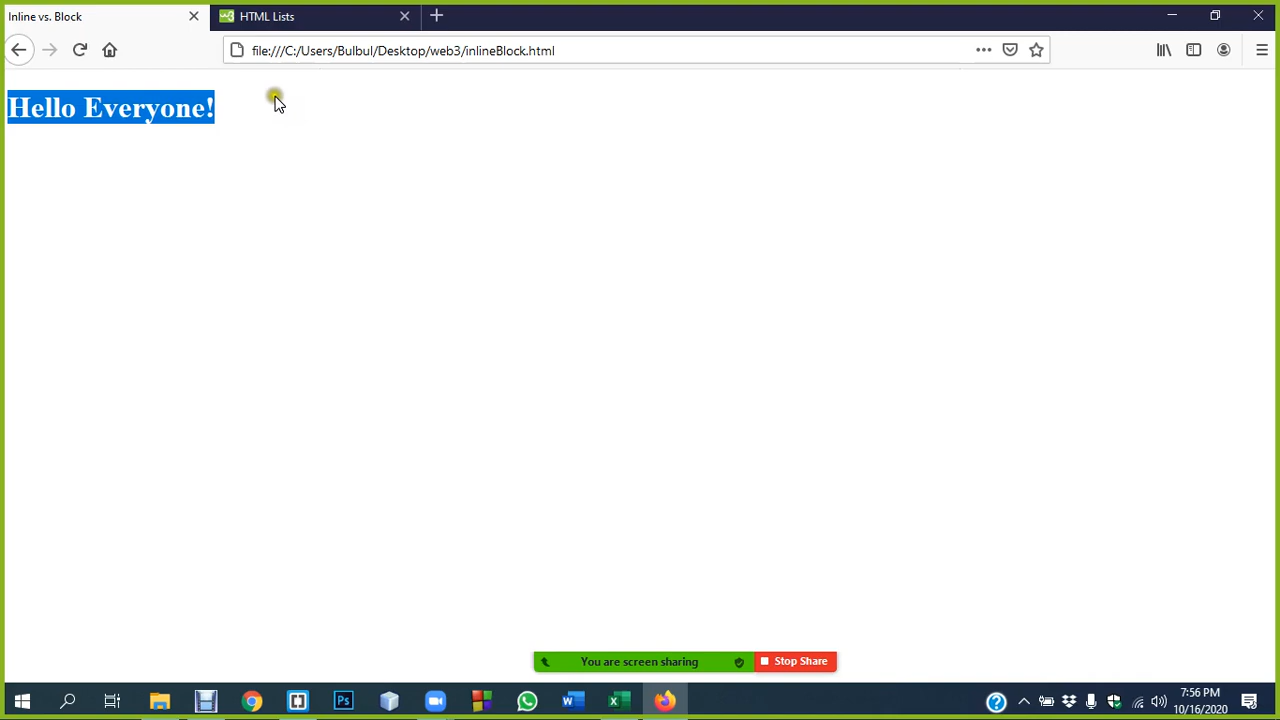 Inline vs. Block
HTML Lists
file:///C:/Users/Bulbul/Desktop/web3/inlineBlock.html
Hello Everyone!
You are screen sharing
Stop Share
7:56 PM
10/16/2020